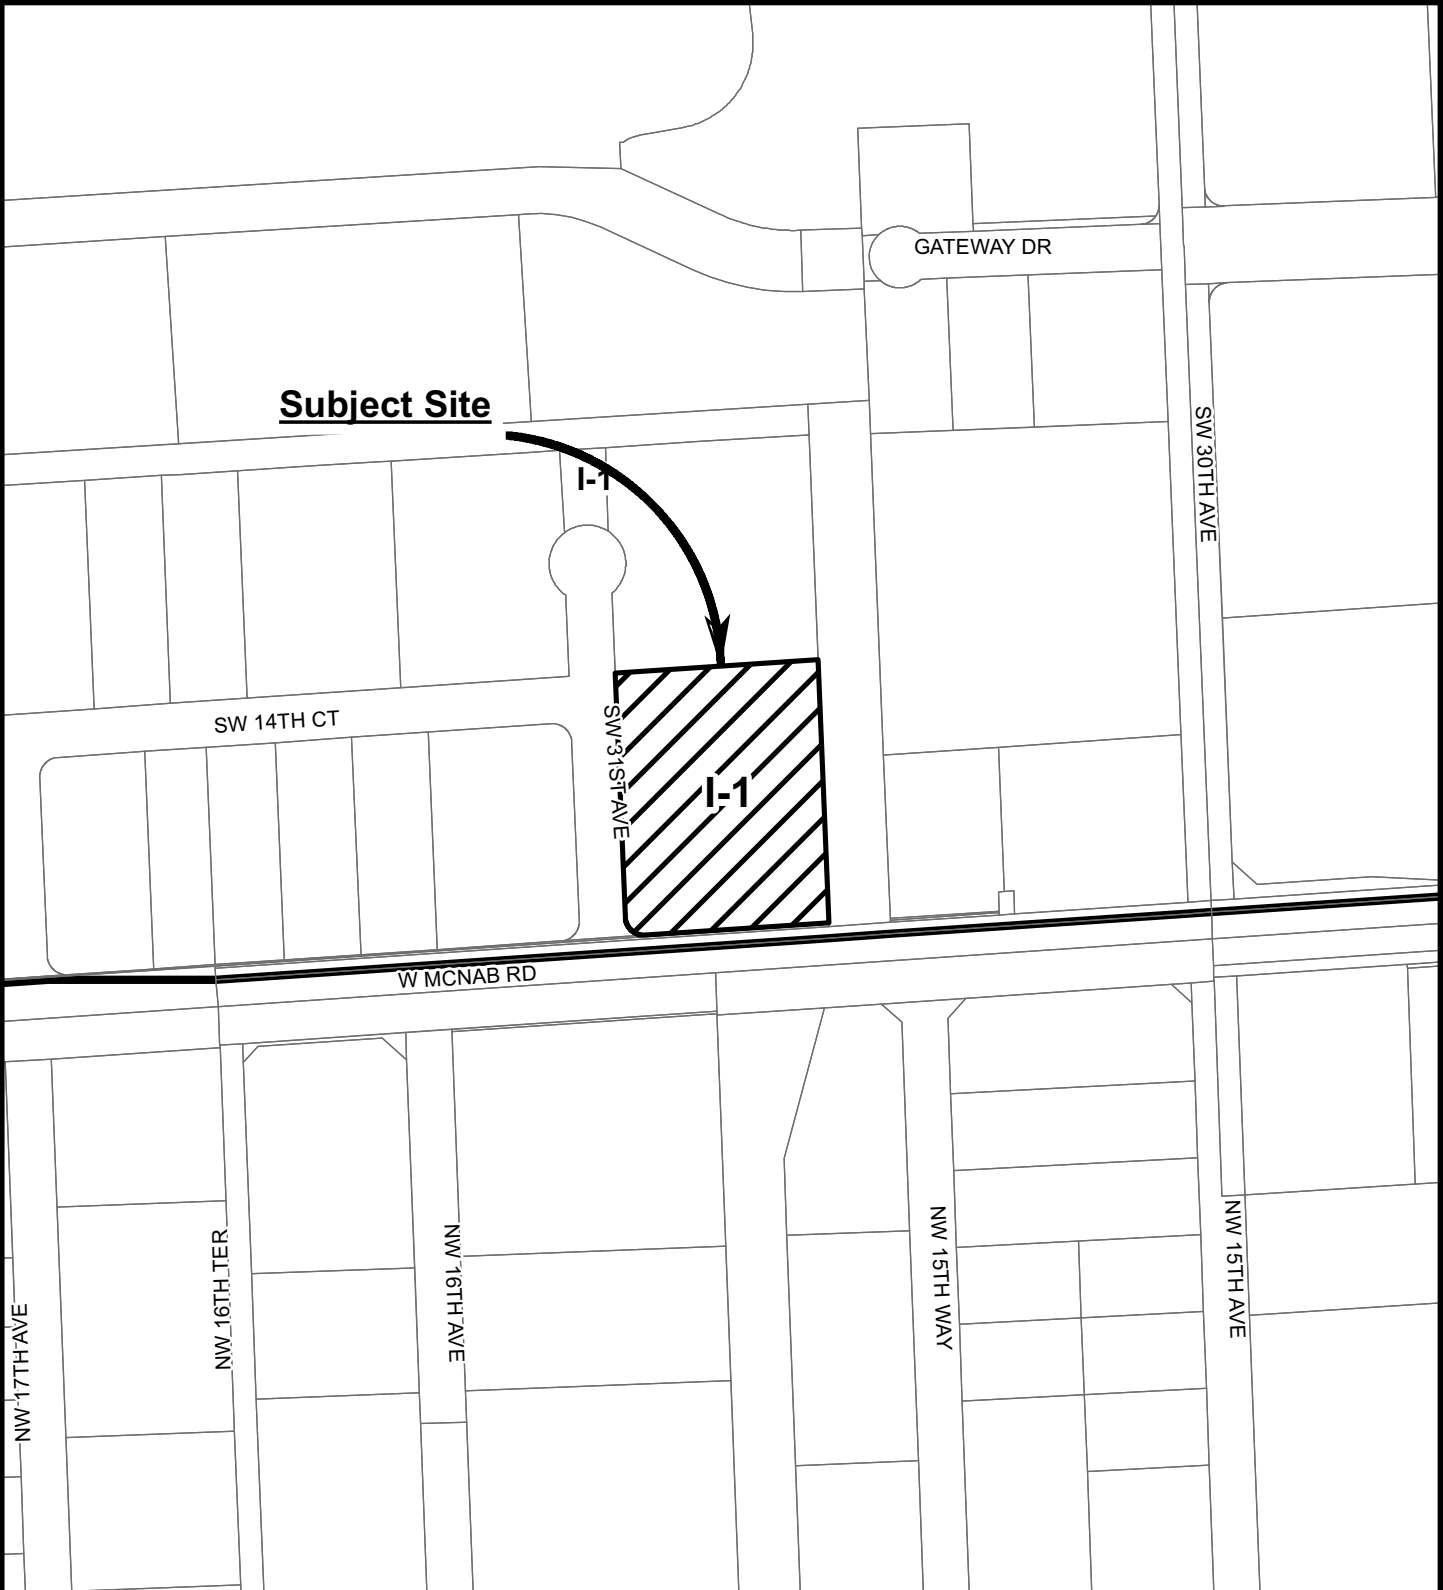 GATEWAY DR
Subject Site
SW 30TH AVE
I-1
SW 14TH CT
SW 31ST AVE
I-1
W MCNAB RD
NW 17TH AVE
NW 16TH TER
NW 16TH AVE
NW 15TH WAY
NW 15TH AVE